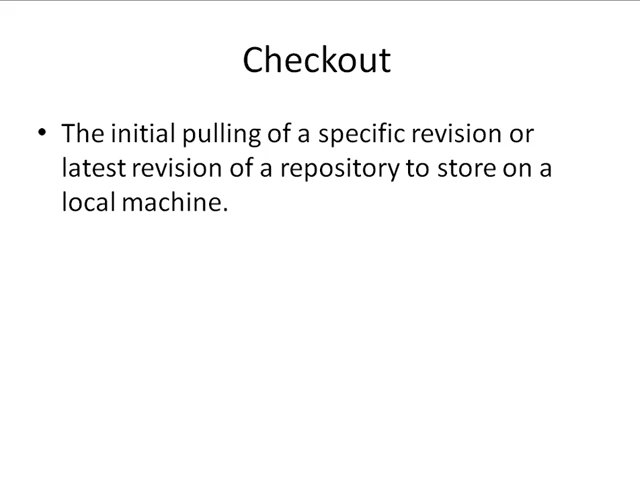 Checkout
• The initial pulling of a specific revision or
latest revision of a repository to store on a
local machine.